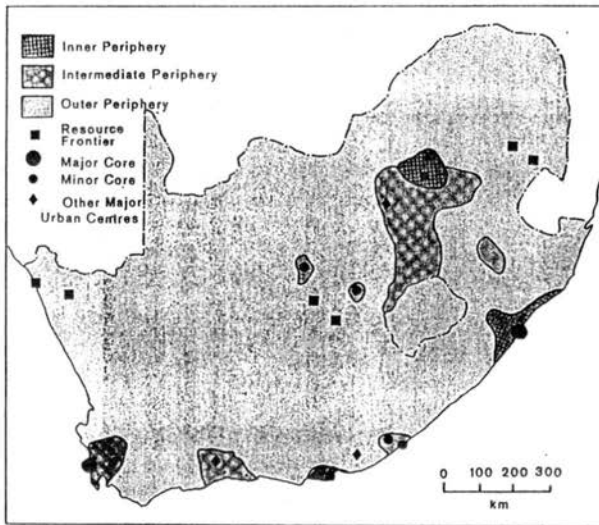 Inner Periphery
Intermediate Periphery
Outer Periphery
Resource
Frontier
Major Core
Minor Core
Other Major
Urban Centres
0 100 200 300
km